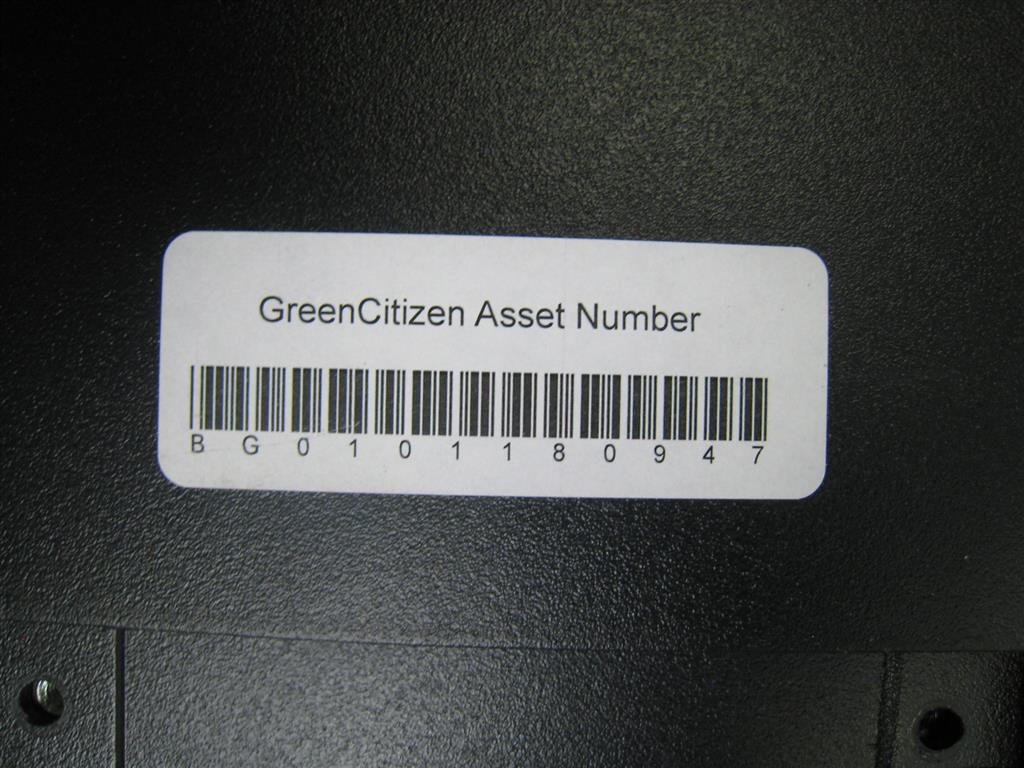 GreenCitizen Asset Number
B G 0 1 0 1 1 8 0 9 4 7